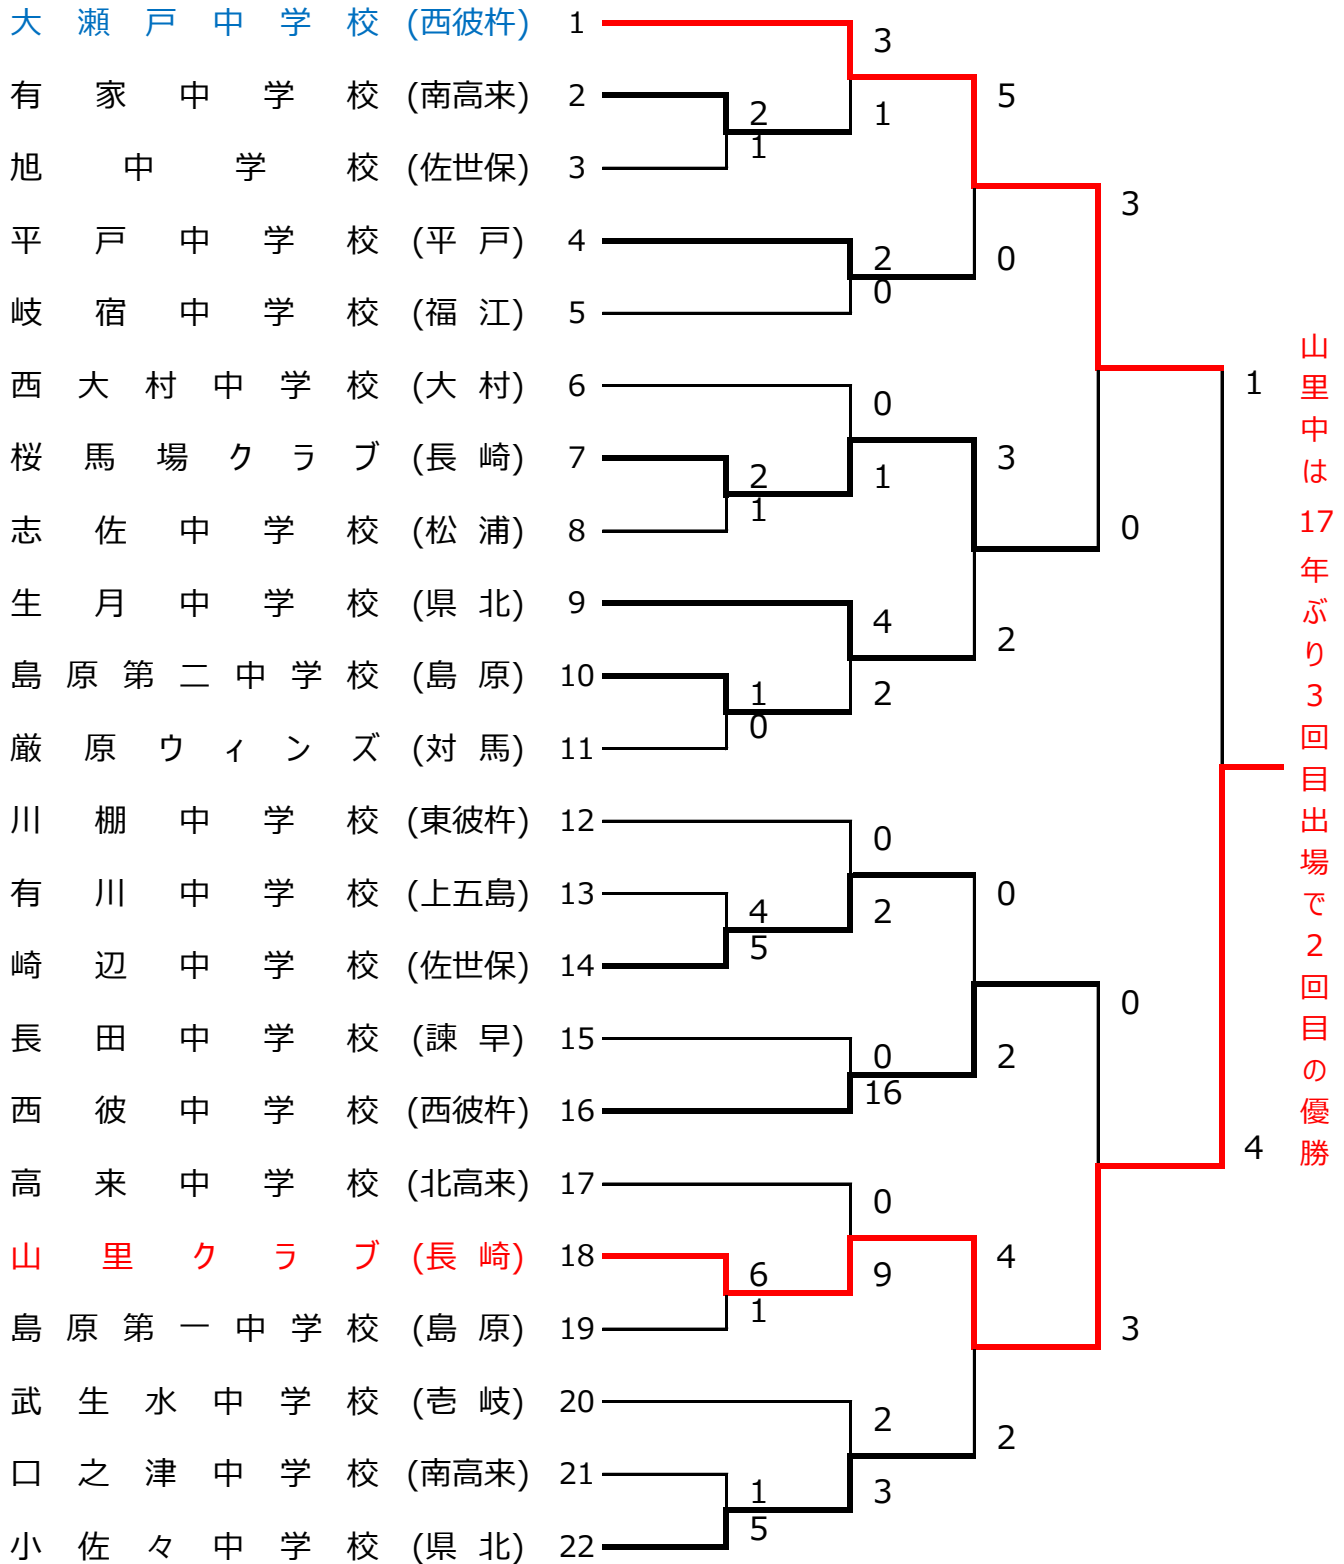 大瀬戸中学校 (西彼杵) 1
有家中学校 (南高来) 2
旭中学校 (佐世保) 3
平戸中学校 (平戸) 4
岐宿中学校 (福江) 5
西大村中学校 (大村) 6
桜馬場クラブ (長崎) 7
志佐中学校 (松浦) 8
生月中学校 (県北) 9
島原第二中学校 (島原) 10
厳原ウィンズ (対馬) 11
川棚中学校 (東彼杵) 12
有川中学校 (上五島) 13
崎辺中学校 (佐世保) 14
長田中学校 (諫早) 15
西彼中学校 (西彼杵) 16
高来中学校 (北高来) 17
山里クラブ (長崎) 18
島原第一中学校 (島原) 19
武生水中学校 (壱岐) 20
口之津中学校 (南高来) 21
小佐々中学校 (県北) 22
2
1
2
1
1
0
4
5
6
1
1
5
3
1
2
0
0
1
4
2
0
2
0
16
0
9
2
3
5
0
3
2
0
2
4
2
3
0
0
3
1
4
山里中は17年ぶり3回目出場で2回目の優勝